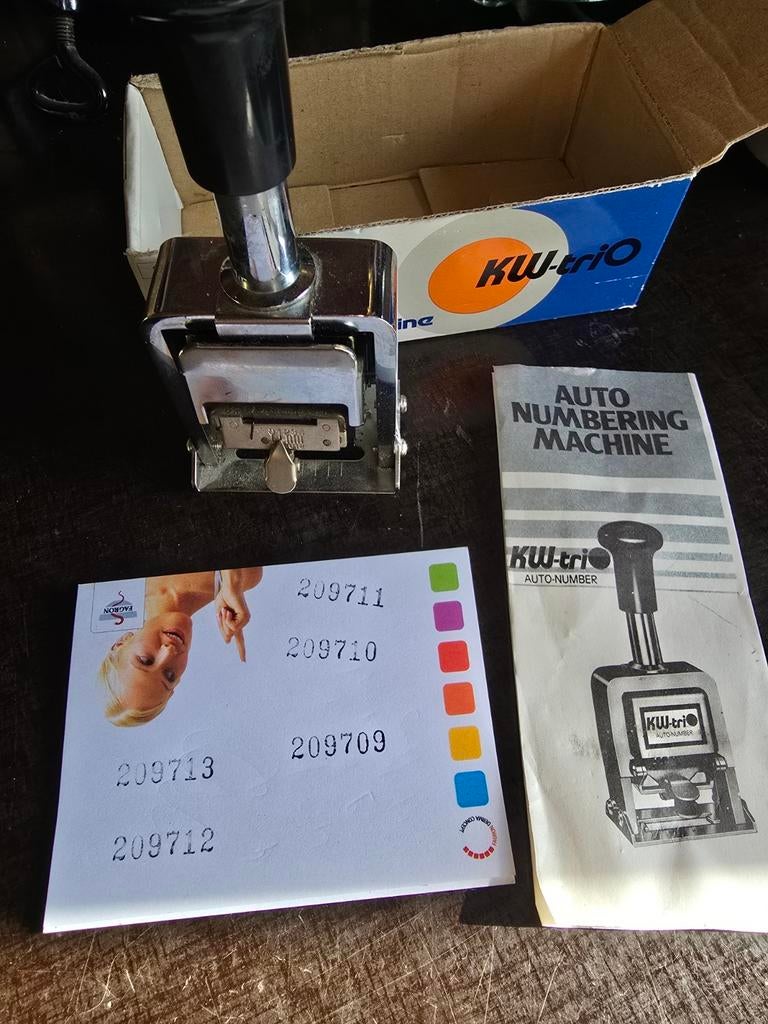 KW-triO
ine
AUTO
NUMBERING
MACHINE
KW-triO
AUTO-NUMBER
KW-triO
AUTO-NUMBER
FAGRON
209711
209710
209709
209713
209712